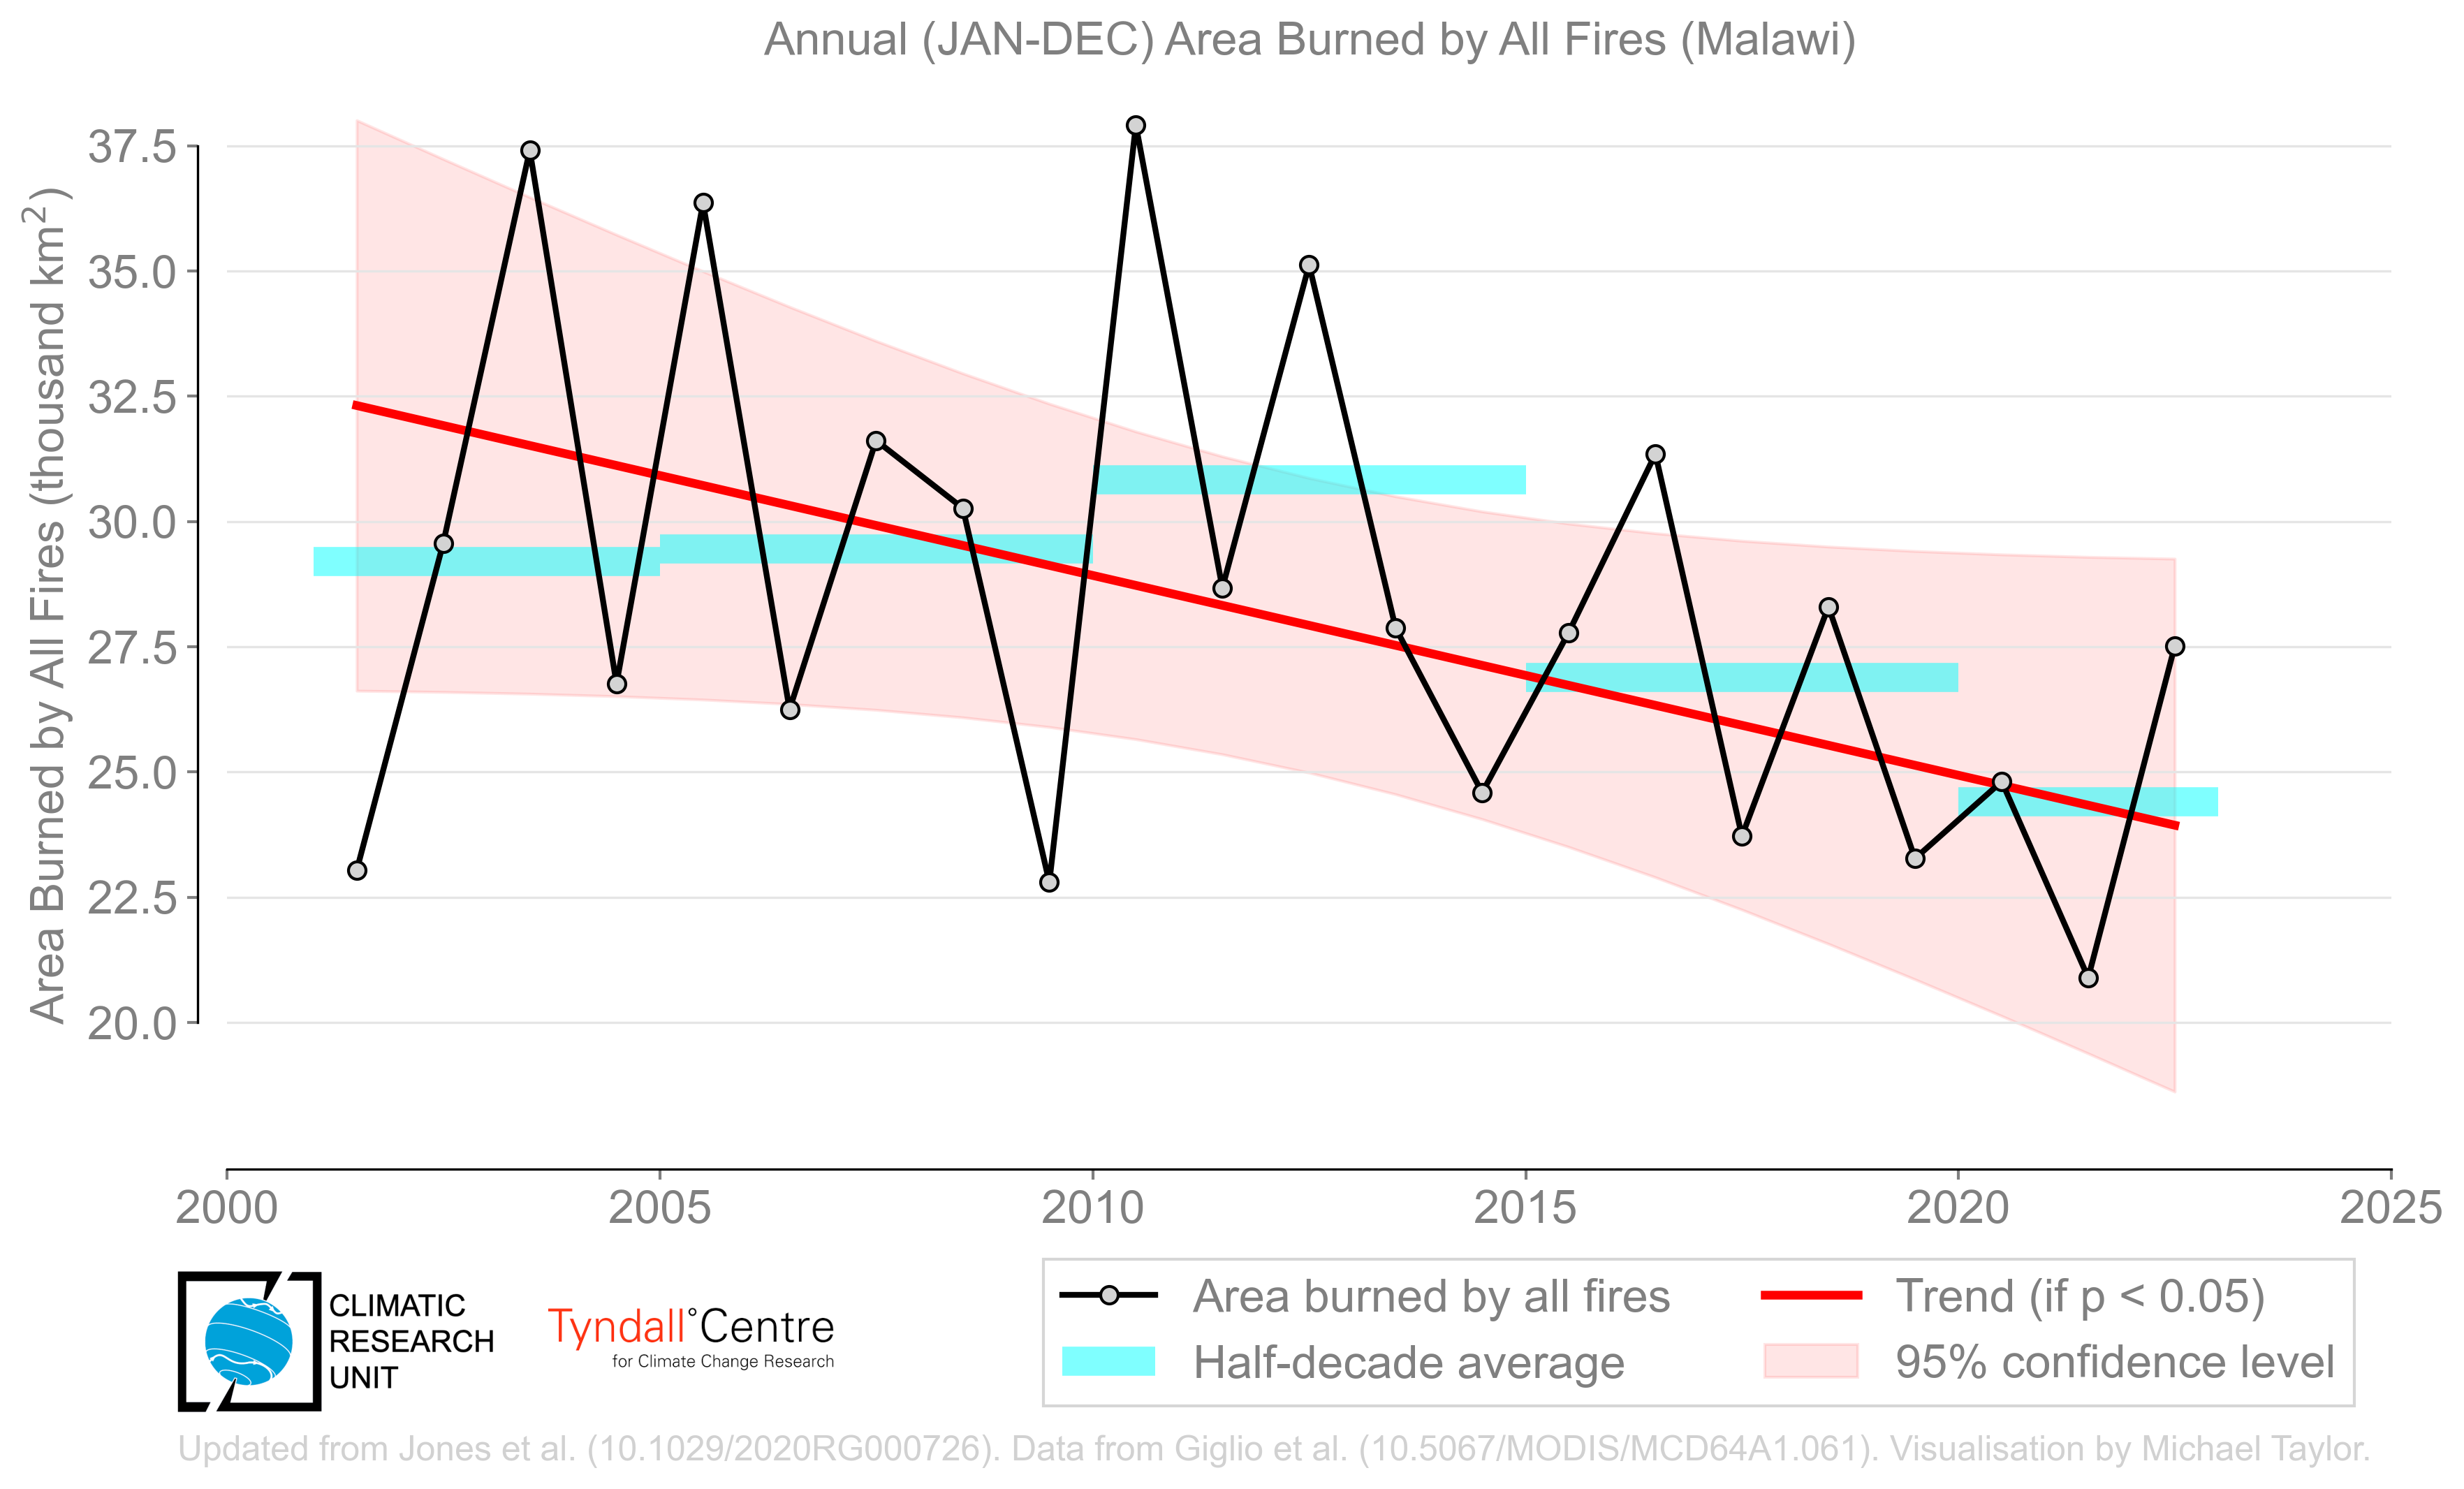 Annual (JAN-DEC) Area Burned by All Fires (Malawi)
Area Burned by All Fires (thousand km²)
37.5
35.0
32.5
30.0
27.5
25.0
22.5
20.0
2000 2005 2010 2015 2020 2025
CLIMATIC
RESEARCH
UNIT
Tyndall°Centre
for Climate Change Research
Area burned by all fires
Half-decade average
Trend (if p < 0.05)
95% confidence level
Updated from Jones et al. (10.1029/2020RG000726). Data from Giglio et al. (10.5067/MODIS/MCD64A1.061). Visualisation by Michael Taylor.